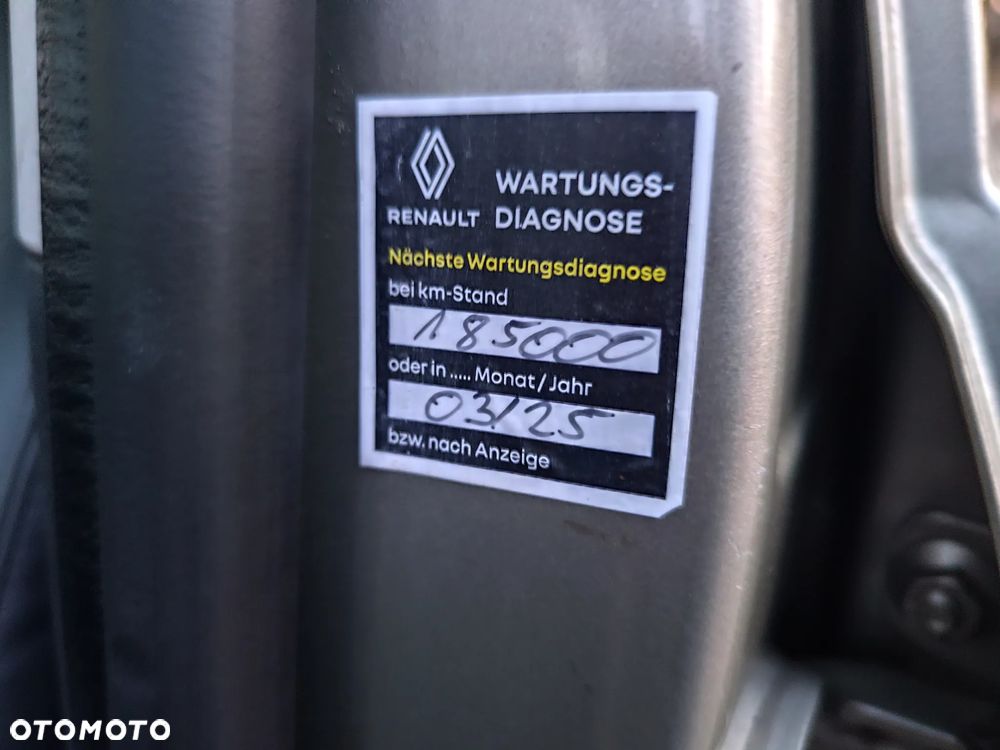 RENAULT
WARTUNGS-
DIAGNOSE
Nächste Wartungsdiagnose
bei km-Stand
185000
oder in ..... Monat/Jahr
03/25
bzw. nach Anzeige
OTOMOTO